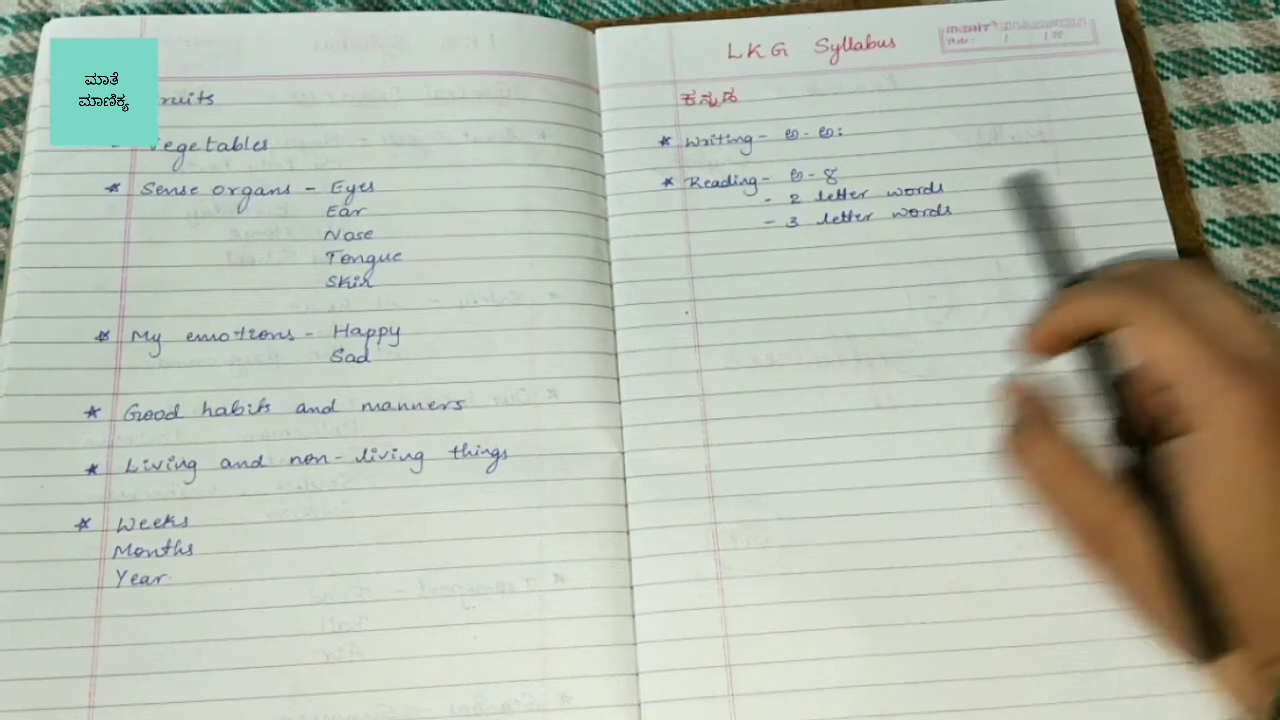 ಮಾತೆ
ಮಾಣಿಕ್ಯ
ruits
- Vegetables
* Sense organs - Eyes
Ear
Nose
Tongue
Skin
* My emotions - Happy
Sad
* Good habits and manners
* Living and non-living things
* Weeks
Months
Year
LKG Syllabus
ಕನ್ನಡ
* Writing - ಅ - ಅಃ
* Reading - ಅ - ಳ
- 2 letter words
- 3 letter words